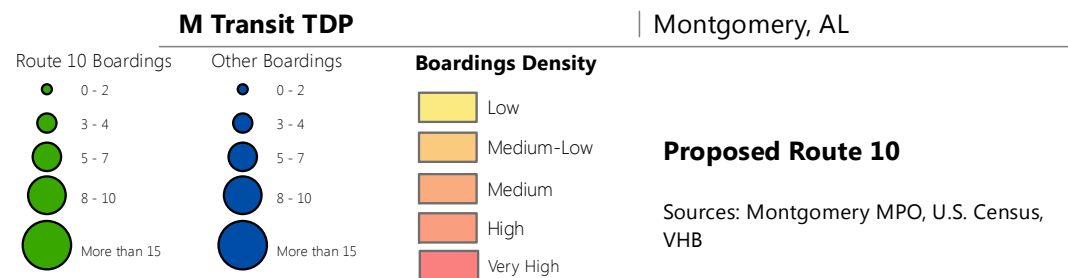 M Transit TDP
Montgomery, AL
Route 10 Boardings
0 - 2
3 - 4
5 - 7
8 - 10
More than 15
Other Boardings
0 - 2
3 - 4
5 - 7
8 - 10
More than 15
Boardings Density
Low
Medium-Low
Medium
High
Very High
Proposed Route 10
Sources: Montgomery MPO, U.S. Census,
VHB